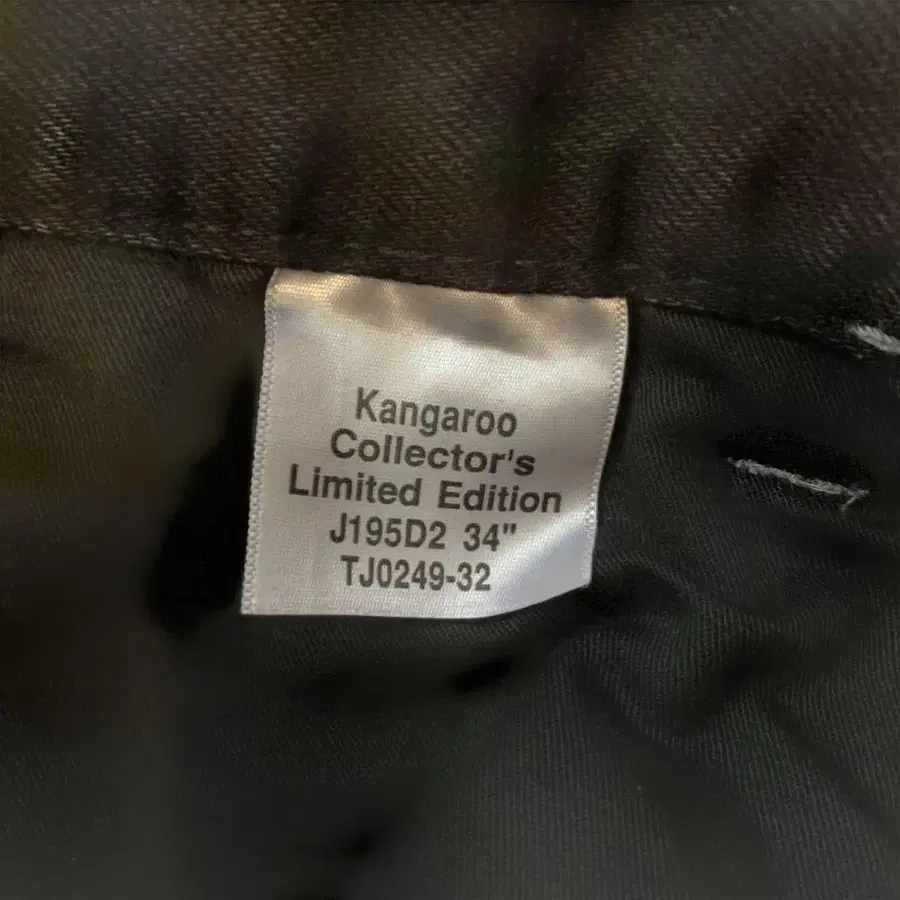 Kangaroo
Collector's
Limited Edition
J195D2 34"
TJ0249-32